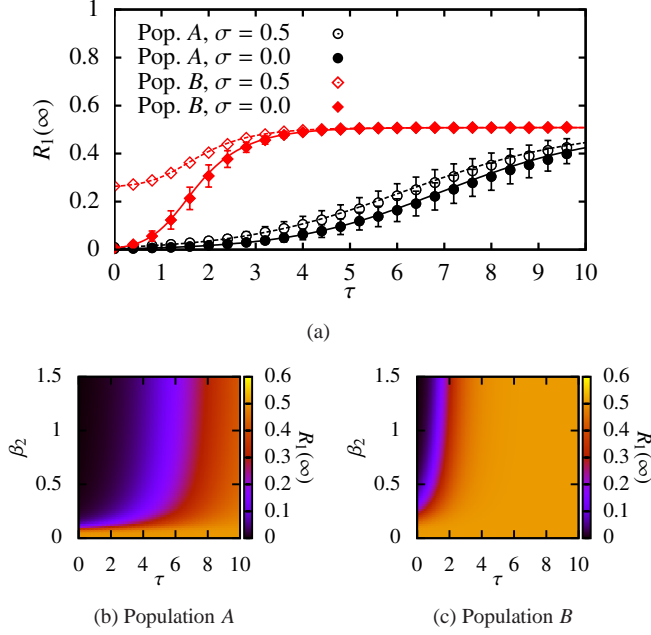 Pop. A, σ = 0.5
Pop. A, σ = 0.0
Pop. B, σ = 0.5
Pop. B, σ = 0.0
R₁(∞)
1
0.8
0.6
0.4
0.2
0
0 1 2 3 4 5 6 7 8 9 10
τ
(a)
β₂
1.5
1
0.5
0
0 2 4 6 8 10
τ
0.6
0.5
0.4
0.3
0.2
0.1
0
R₁(∞)
(b) Population A
β₂
1.5
1
0.5
0
0 2 4 6 8 10
τ
0.6
0.5
0.4
0.3
0.2
0.1
0
R₁(∞)
(c) Population B